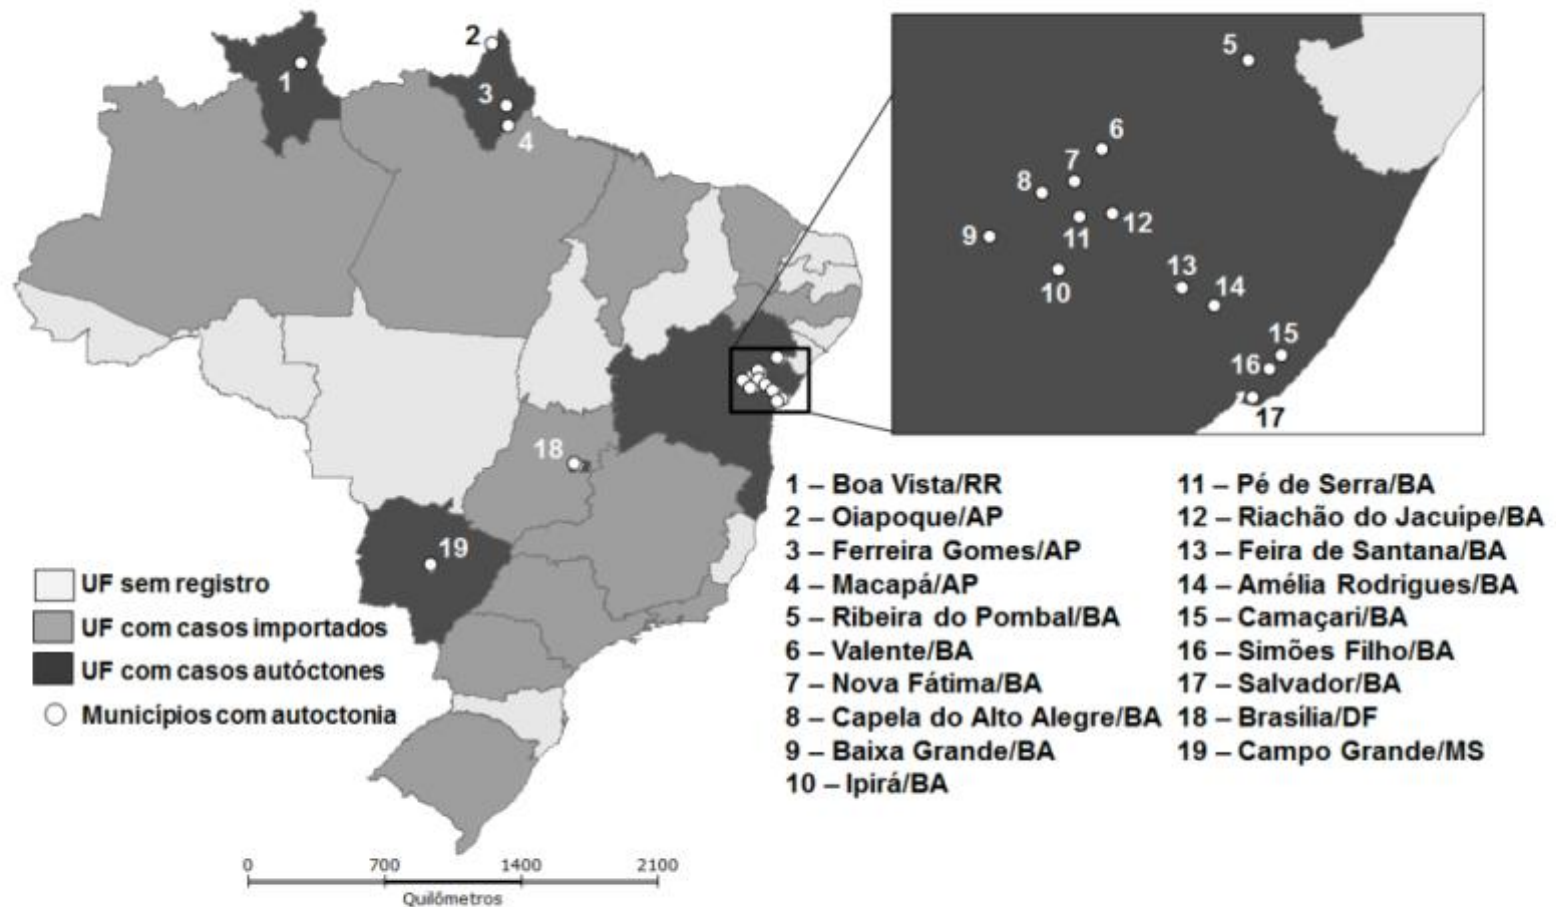 1
2
3
4
5
6
7
8
9
10
11
12
13
14
15
16
17
18
19
UF sem registro
UF com casos importados
UF com casos autóctones
Municípios com autoctonia
0 700 1400 2100
Quilômetros
1 – Boa Vista/RR
2 – Oiapoque/AP
3 – Ferreira Gomes/AP
4 – Macapá/AP
5 – Ribeira do Pombal/BA
6 – Valente/BA
7 – Nova Fátima/BA
8 – Capela do Alto Alegre/BA
9 – Baixa Grande/BA
10 – Ipirá/BA
11 – Pé de Serra/BA
12 – Riachão do Jacuípe/BA
13 – Feira de Santana/BA
14 – Amélia Rodrigues/BA
15 – Camaçari/BA
16 – Simões Filho/BA
17 – Salvador/BA
18 – Brasília/DF
19 – Campo Grande/MS